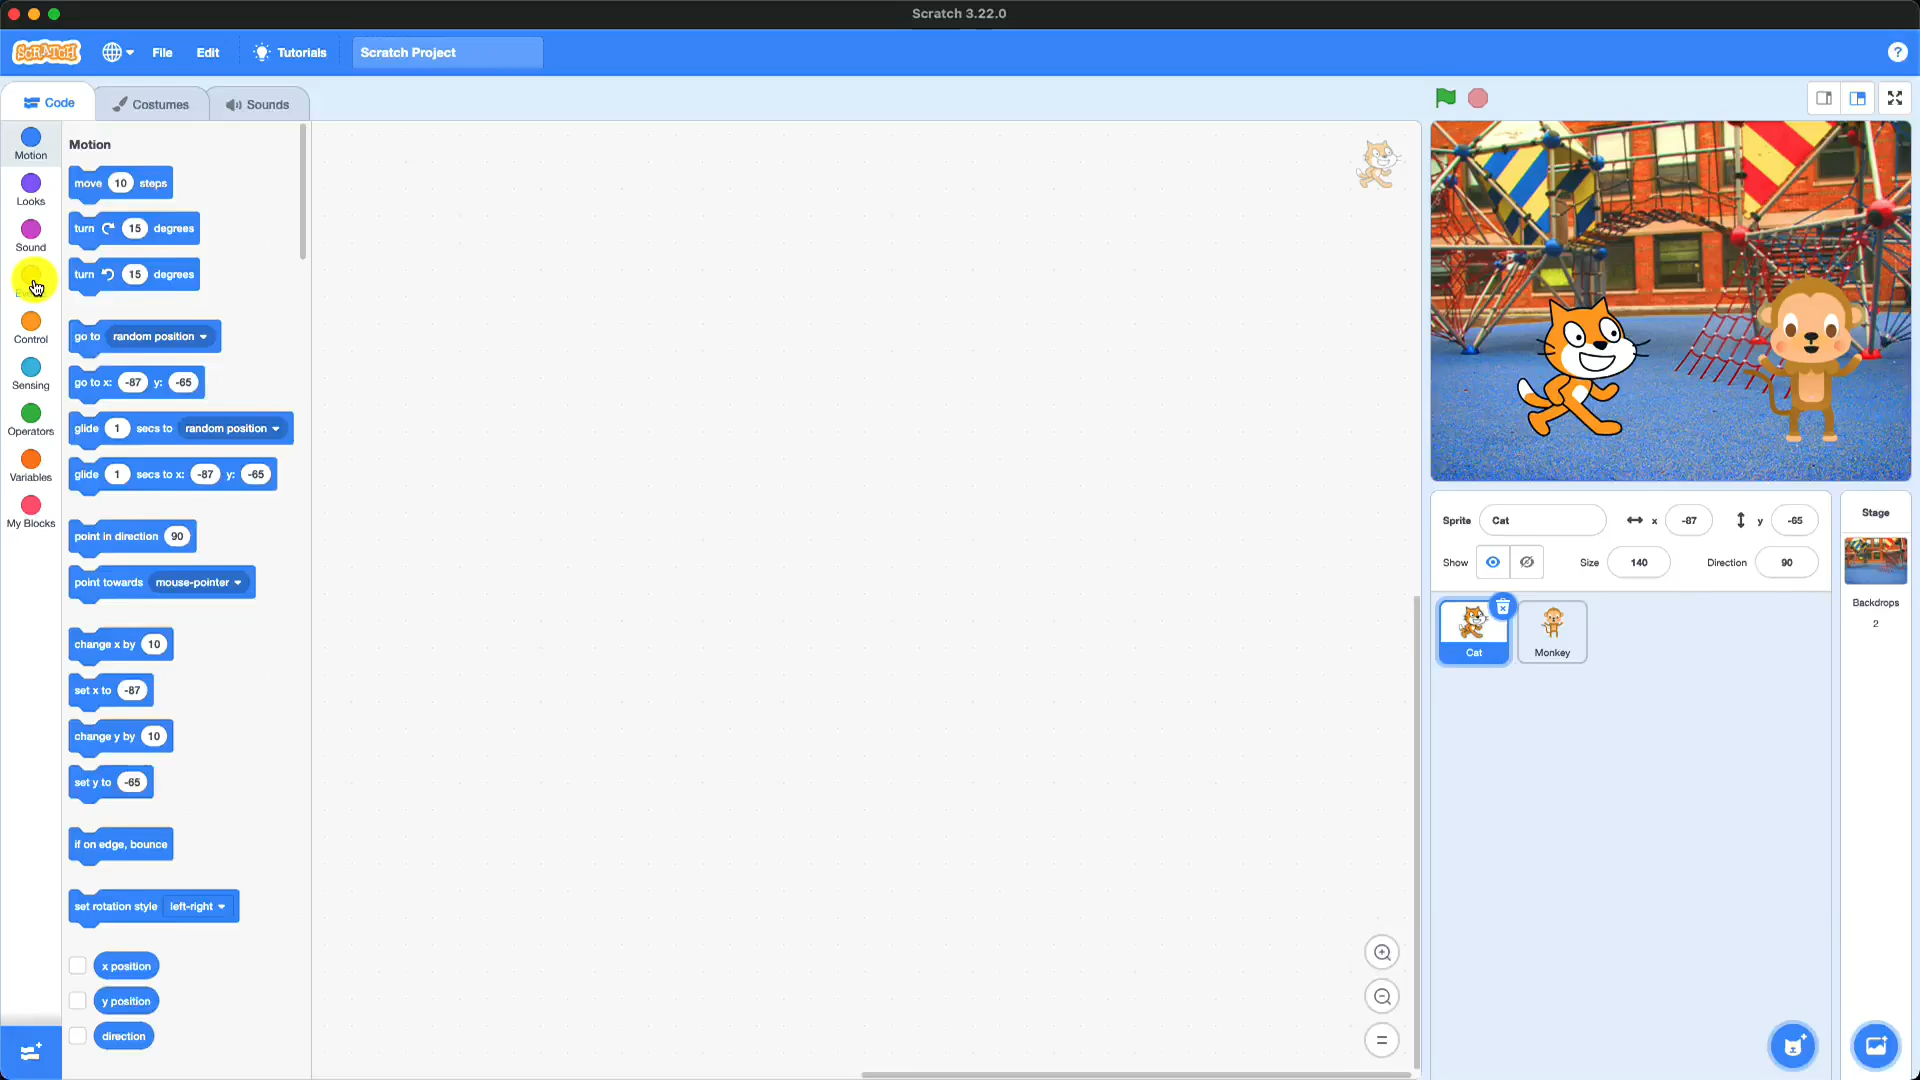 Scratch 3.22.0
SCRATCH File Edit Tutorials Scratch Project ?
Code Costumes Sounds
Motion
Looks
Sound
Control
Sensing
Operators
Variables
My Blocks
Motion
move 10 steps
turn 15 degrees
turn 15 degrees
go to random position
go to x: -87 y: -65
glide 1 secs to random position
glide 1 secs to x: -87 y: -65
point in direction 90
point towards mouse-pointer
change x by 10
set x to -87
change y by 10
set y to -65
if on edge, bounce
set rotation style left-right
x position
y position
direction
Sprite Cat x -87 y -65
Show Size 140 Direction 90
Cat
Monkey
Stage
Backdrops
2